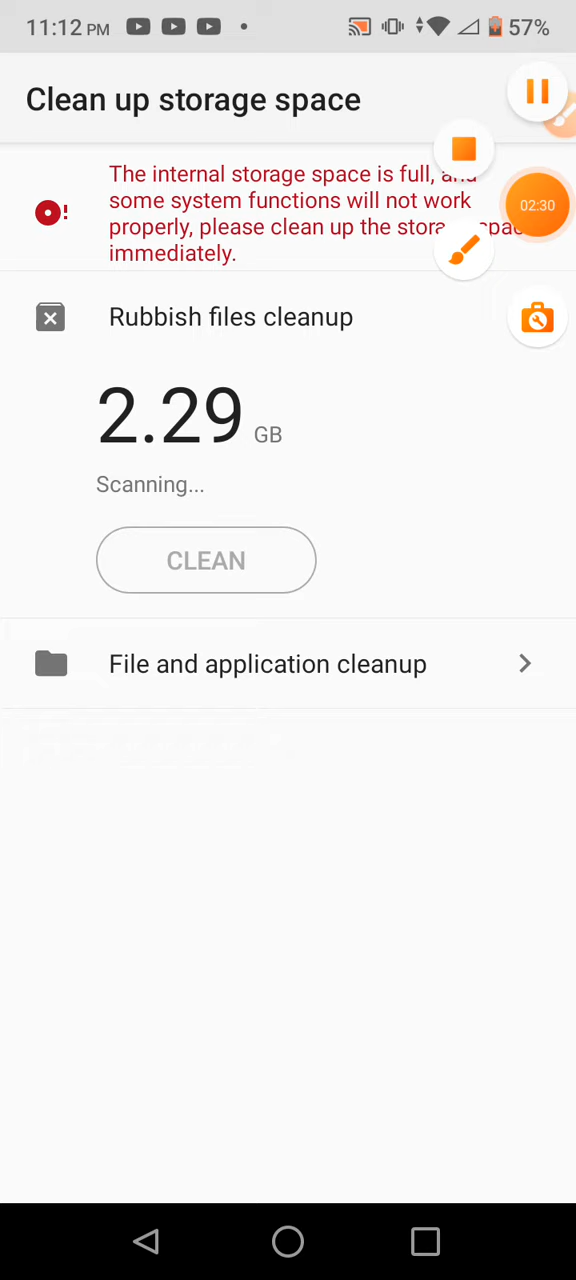 11:12 PM 57%
Clean up storage space
The internal storage space is full, and
some system functions will not work
02:30
properly, please clean up the
immediately.
Rubbish files cleanup
2.29 GB
Scanning...
CLEAN
File and application cleanup